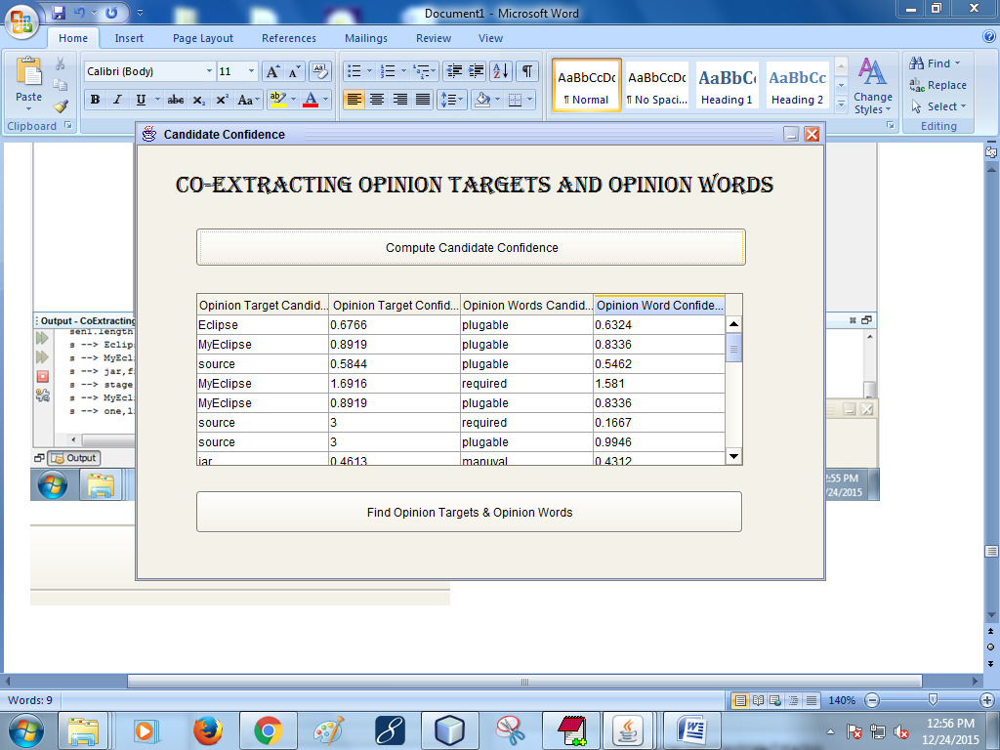 Document1 - Microsoft Word
Home Insert Page Layout References Mailings Review View
Paste
Clipboard
Calibri (Body) 11
B I U abc X₂ X² Aa
AaBbCcDc AaBbCcDc AaBbCc AaBbCc
¶ Normal ¶ No Spaci... Heading 1 Heading 2
Change Styles
Find
Replace
Select
Editing
Candidate Confidence
CO-EXTRACTING OPINION TARGETS AND OPINION WORDS
Compute Candidate Confidence
Opinion Target Candid... Opinion Target Confid... Opinion Words Candid... Opinion Word Confide...
Eclipse 0.6766 plugable 0.6324
MyEclipse 0.8919 plugable 0.8336
source 0.5844 plugable 0.5462
MyEclipse 1.6916 required 1.581
MyEclipse 0.8919 plugable 0.8336
source 3 required 0.1667
source 3 plugable 0.9946
jar 0.4613 manuval 0.4312
Find Opinion Targets & Opinion Words
Output - CoExtracting
sen1.length
s --> Eclips
s --> MyEcl
s --> jar,f
s --> stage
s --> MyEcl
s --> one,l
Output
:55 PM
/24/2015
Words: 9
140%
12:56 PM
12/24/2015